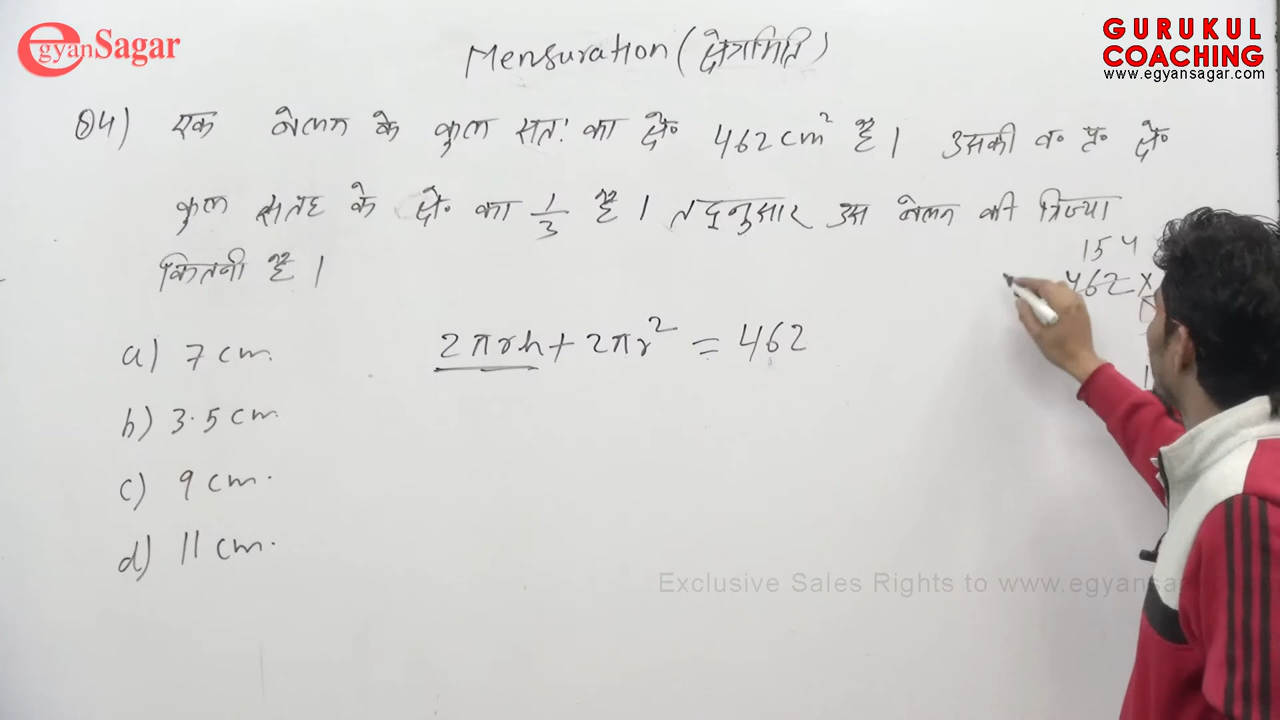 egyanSagar
GURUKUL
COACHING
www.egyansagar.com
Mensuration (क्षेत्रमिति)
Q4) एक बेलन के कुल सतः का क्षे॰ 462 cm² है। उसकी व॰ पृ॰ क्षे॰
कुल सतह के क्षे॰ का 1/3 है। तद्नुसार उस बेलन की त्रिज्या
कितनी है।
154
462 ×
a) 7 cm.
2πrh + 2πr² = 462
b) 3.5 cm.
c) 9 cm.
d) 11 cm.
Exclusive Sales Rights to www.egyansa